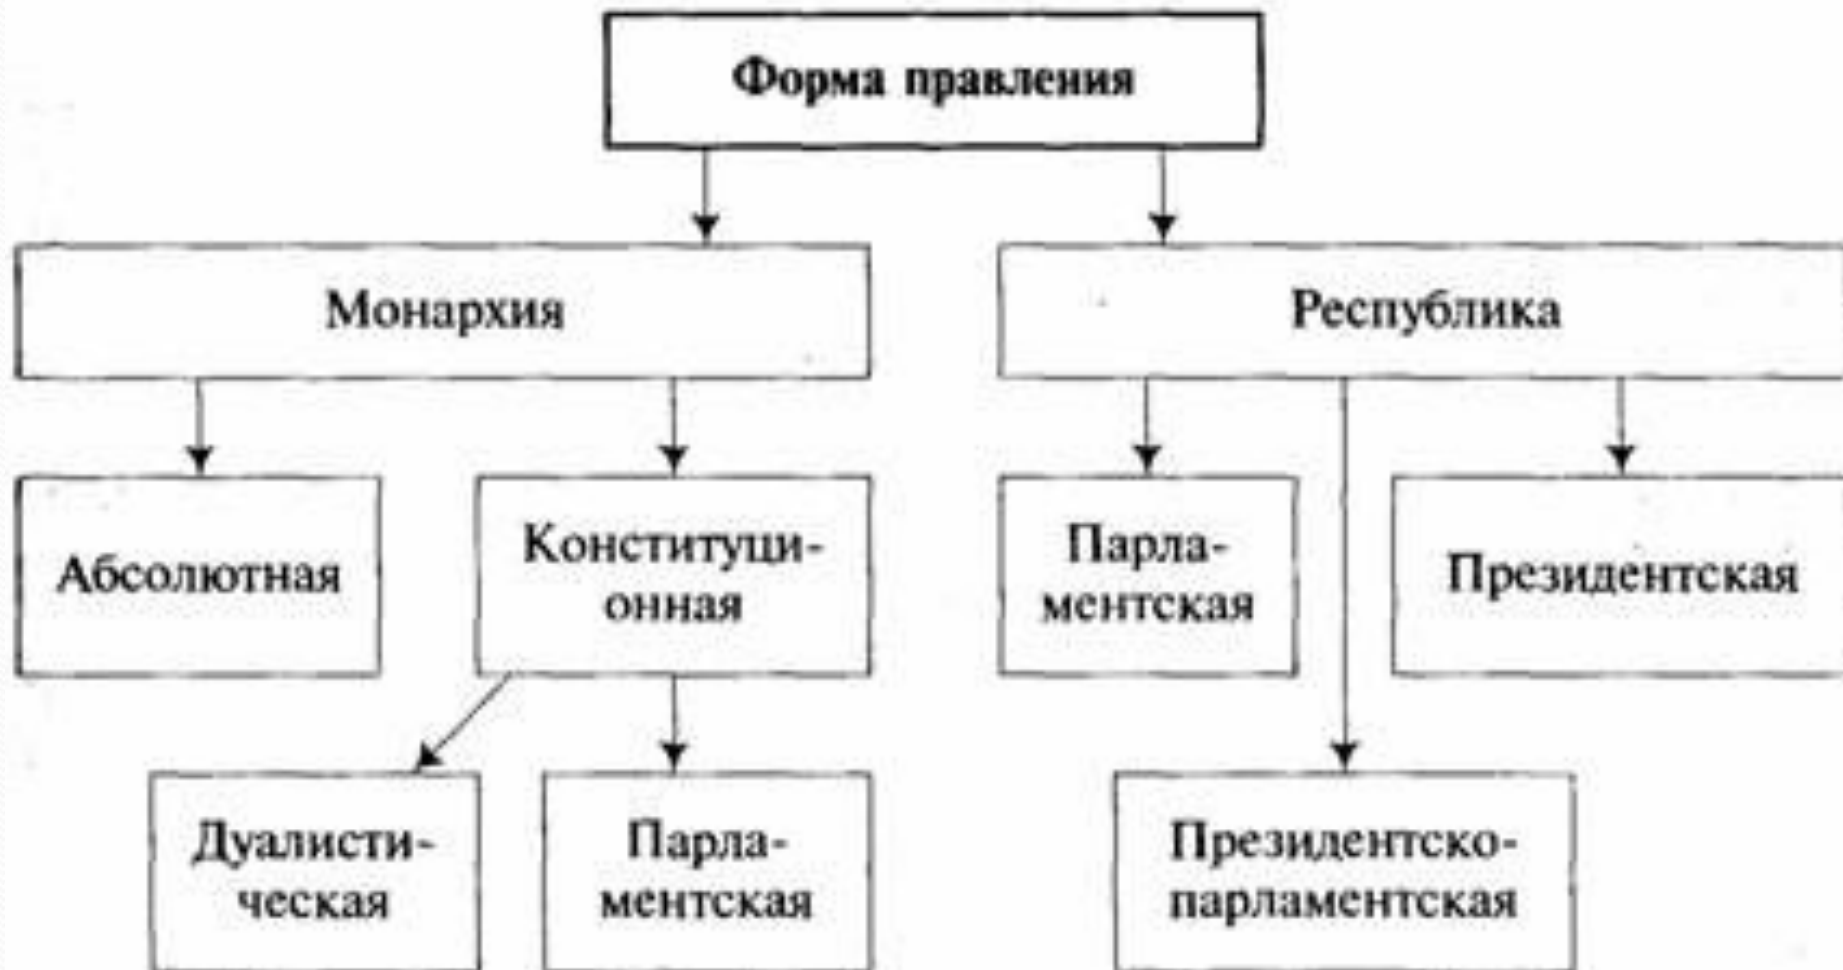 Форма правления
Монархия
Республика
Абсолютная
Конституци-
онная
Парла-
ментская
Президентская
Дуалисти-
ческая
Парла-
ментская
Президентско-
парламентская